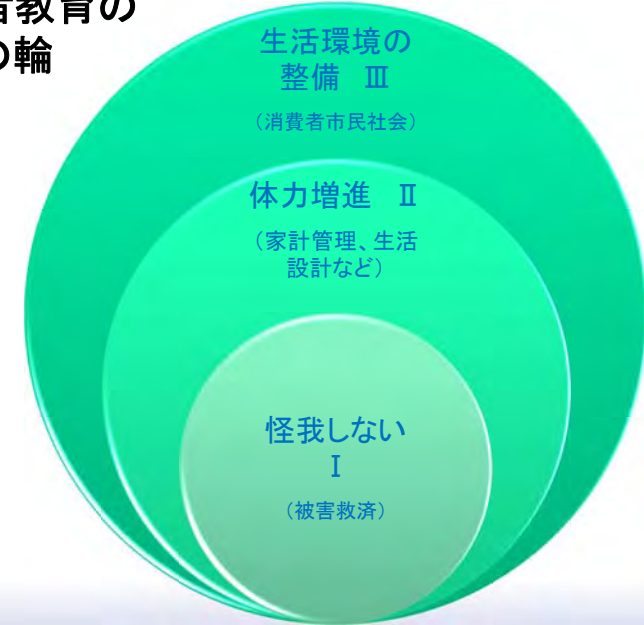 者教育の
の輪
生活環境の
整備　Ⅲ
（消費者市民社会）
体力増進　Ⅱ
（家計管理、生活
設計など）
怪我しない
Ⅰ
（被害救済）